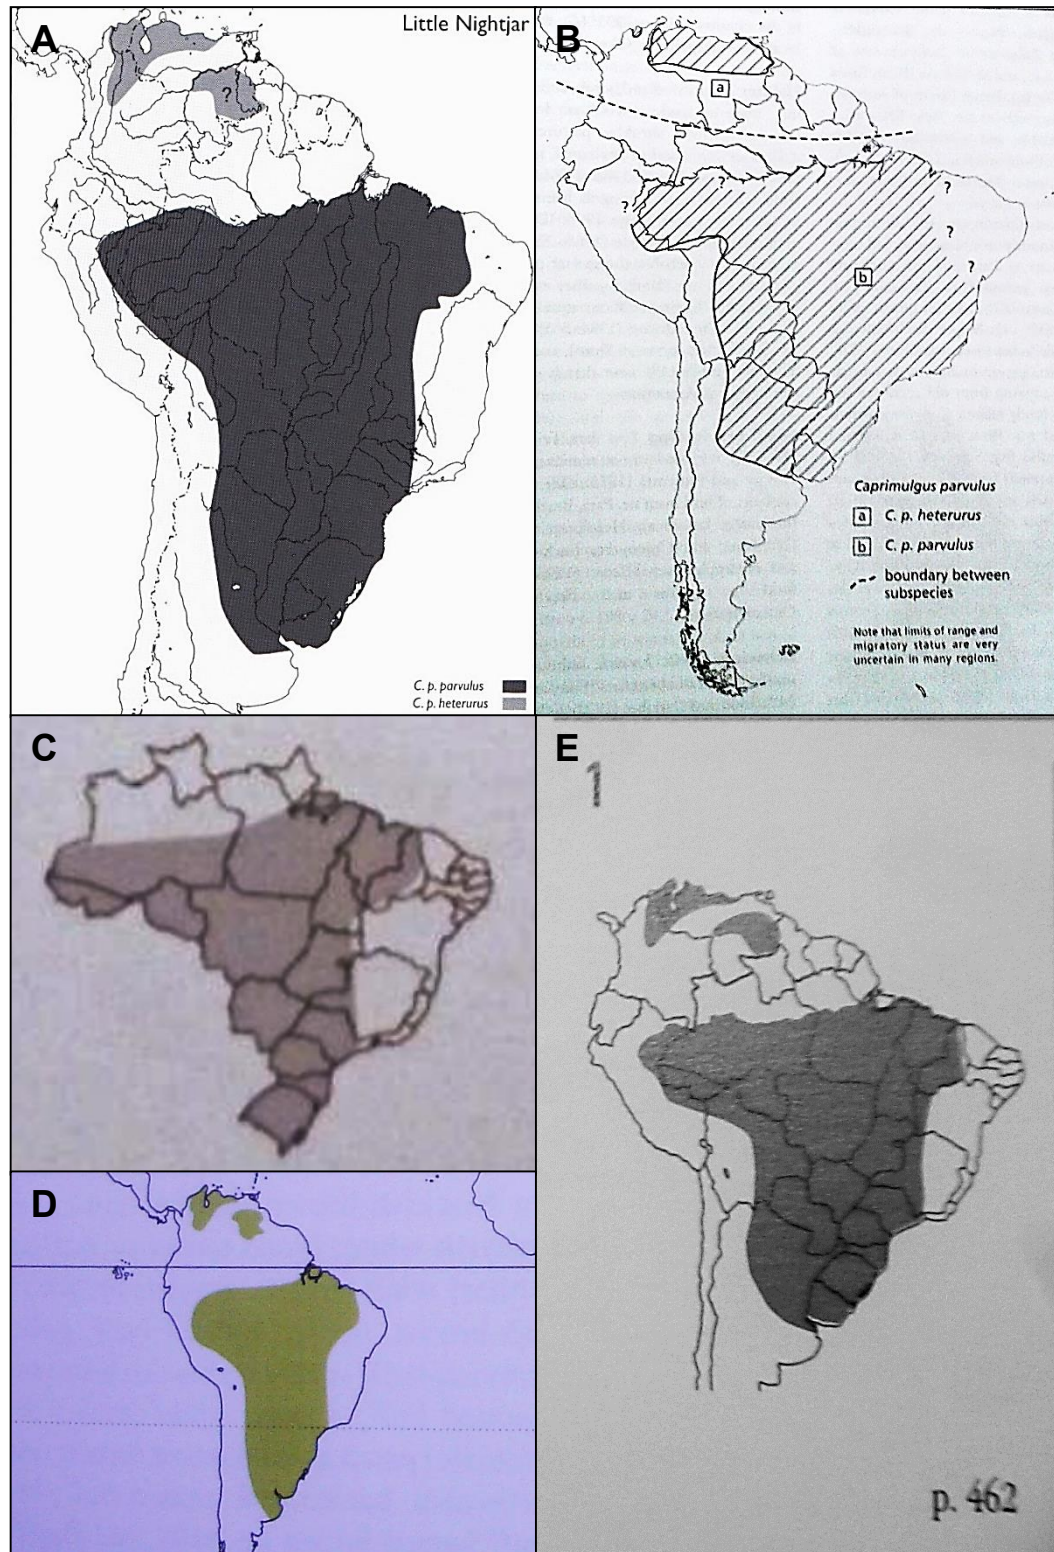 A
Little Nightjar
?
C. p. parvulus
C. p. heterurus
B
a
?
?
?
?
?
b
Caprimulgus parvulus
a C. p. heterurus
b C. p. parvulus
boundary between
subspecies
Note that limits of range and
migratory status are very
uncertain in many regions.
C
D
E
1
p. 462